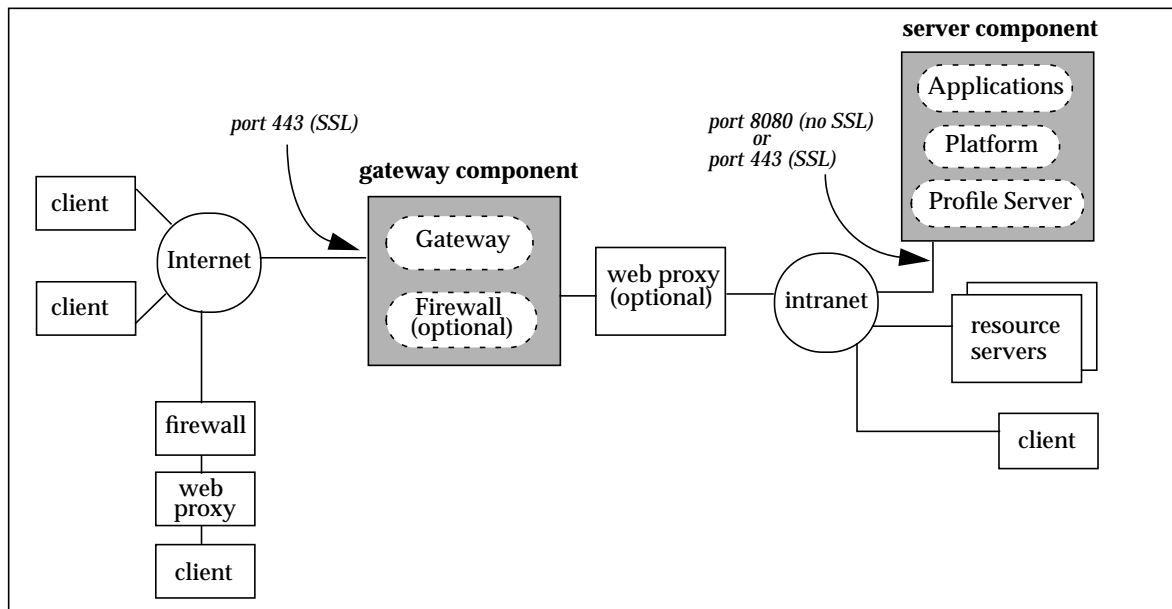 server component
Applications
Platform
Profile Server
port 443 (SSL)
port 8080 (no SSL)
or
port 443 (SSL)
gateway component
Gateway
Firewall
(optional)
client
client
Internet
web proxy
(optional)
intranet
resource
servers
client
firewall
web
proxy
client